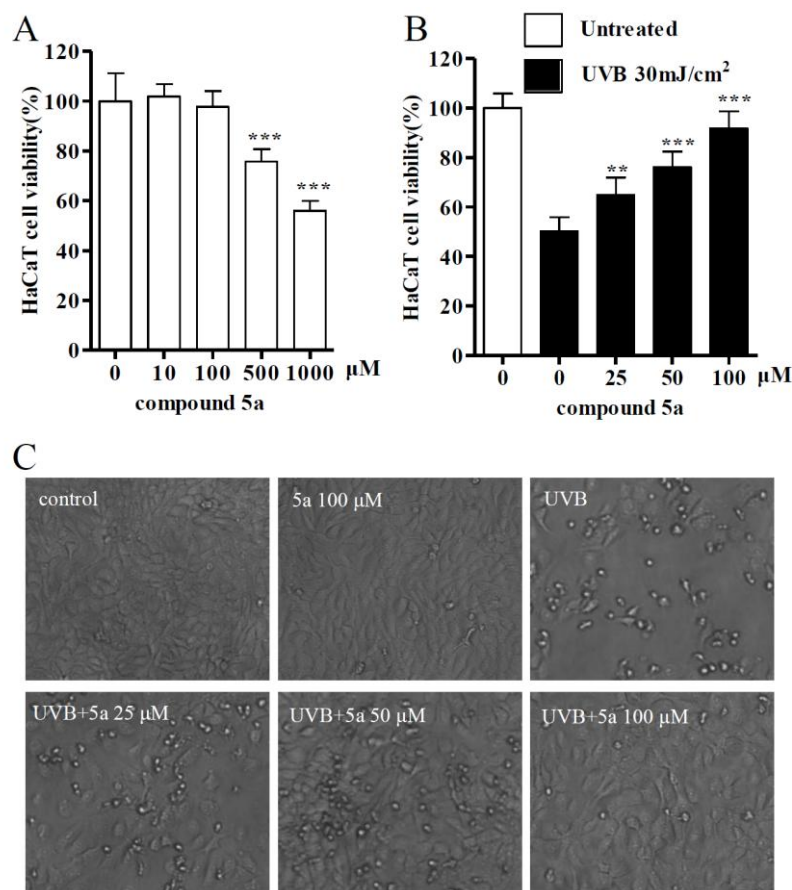 A
HaCaT cell viability(%)
120
100
80
60
40
20
0
***
***
0 10 100 500 1000 μM
compound 5a
B
Untreated
UVB 30mJ/cm²
HaCaT cell viability(%)
120
100
80
60
40
20
0
**
***
***
0 0 25 50 100 μM
compound 5a
C
control
5a 100 μM
UVB
UVB+5a 25 μM
UVB+5a 50 μM
UVB+5a 100 μM